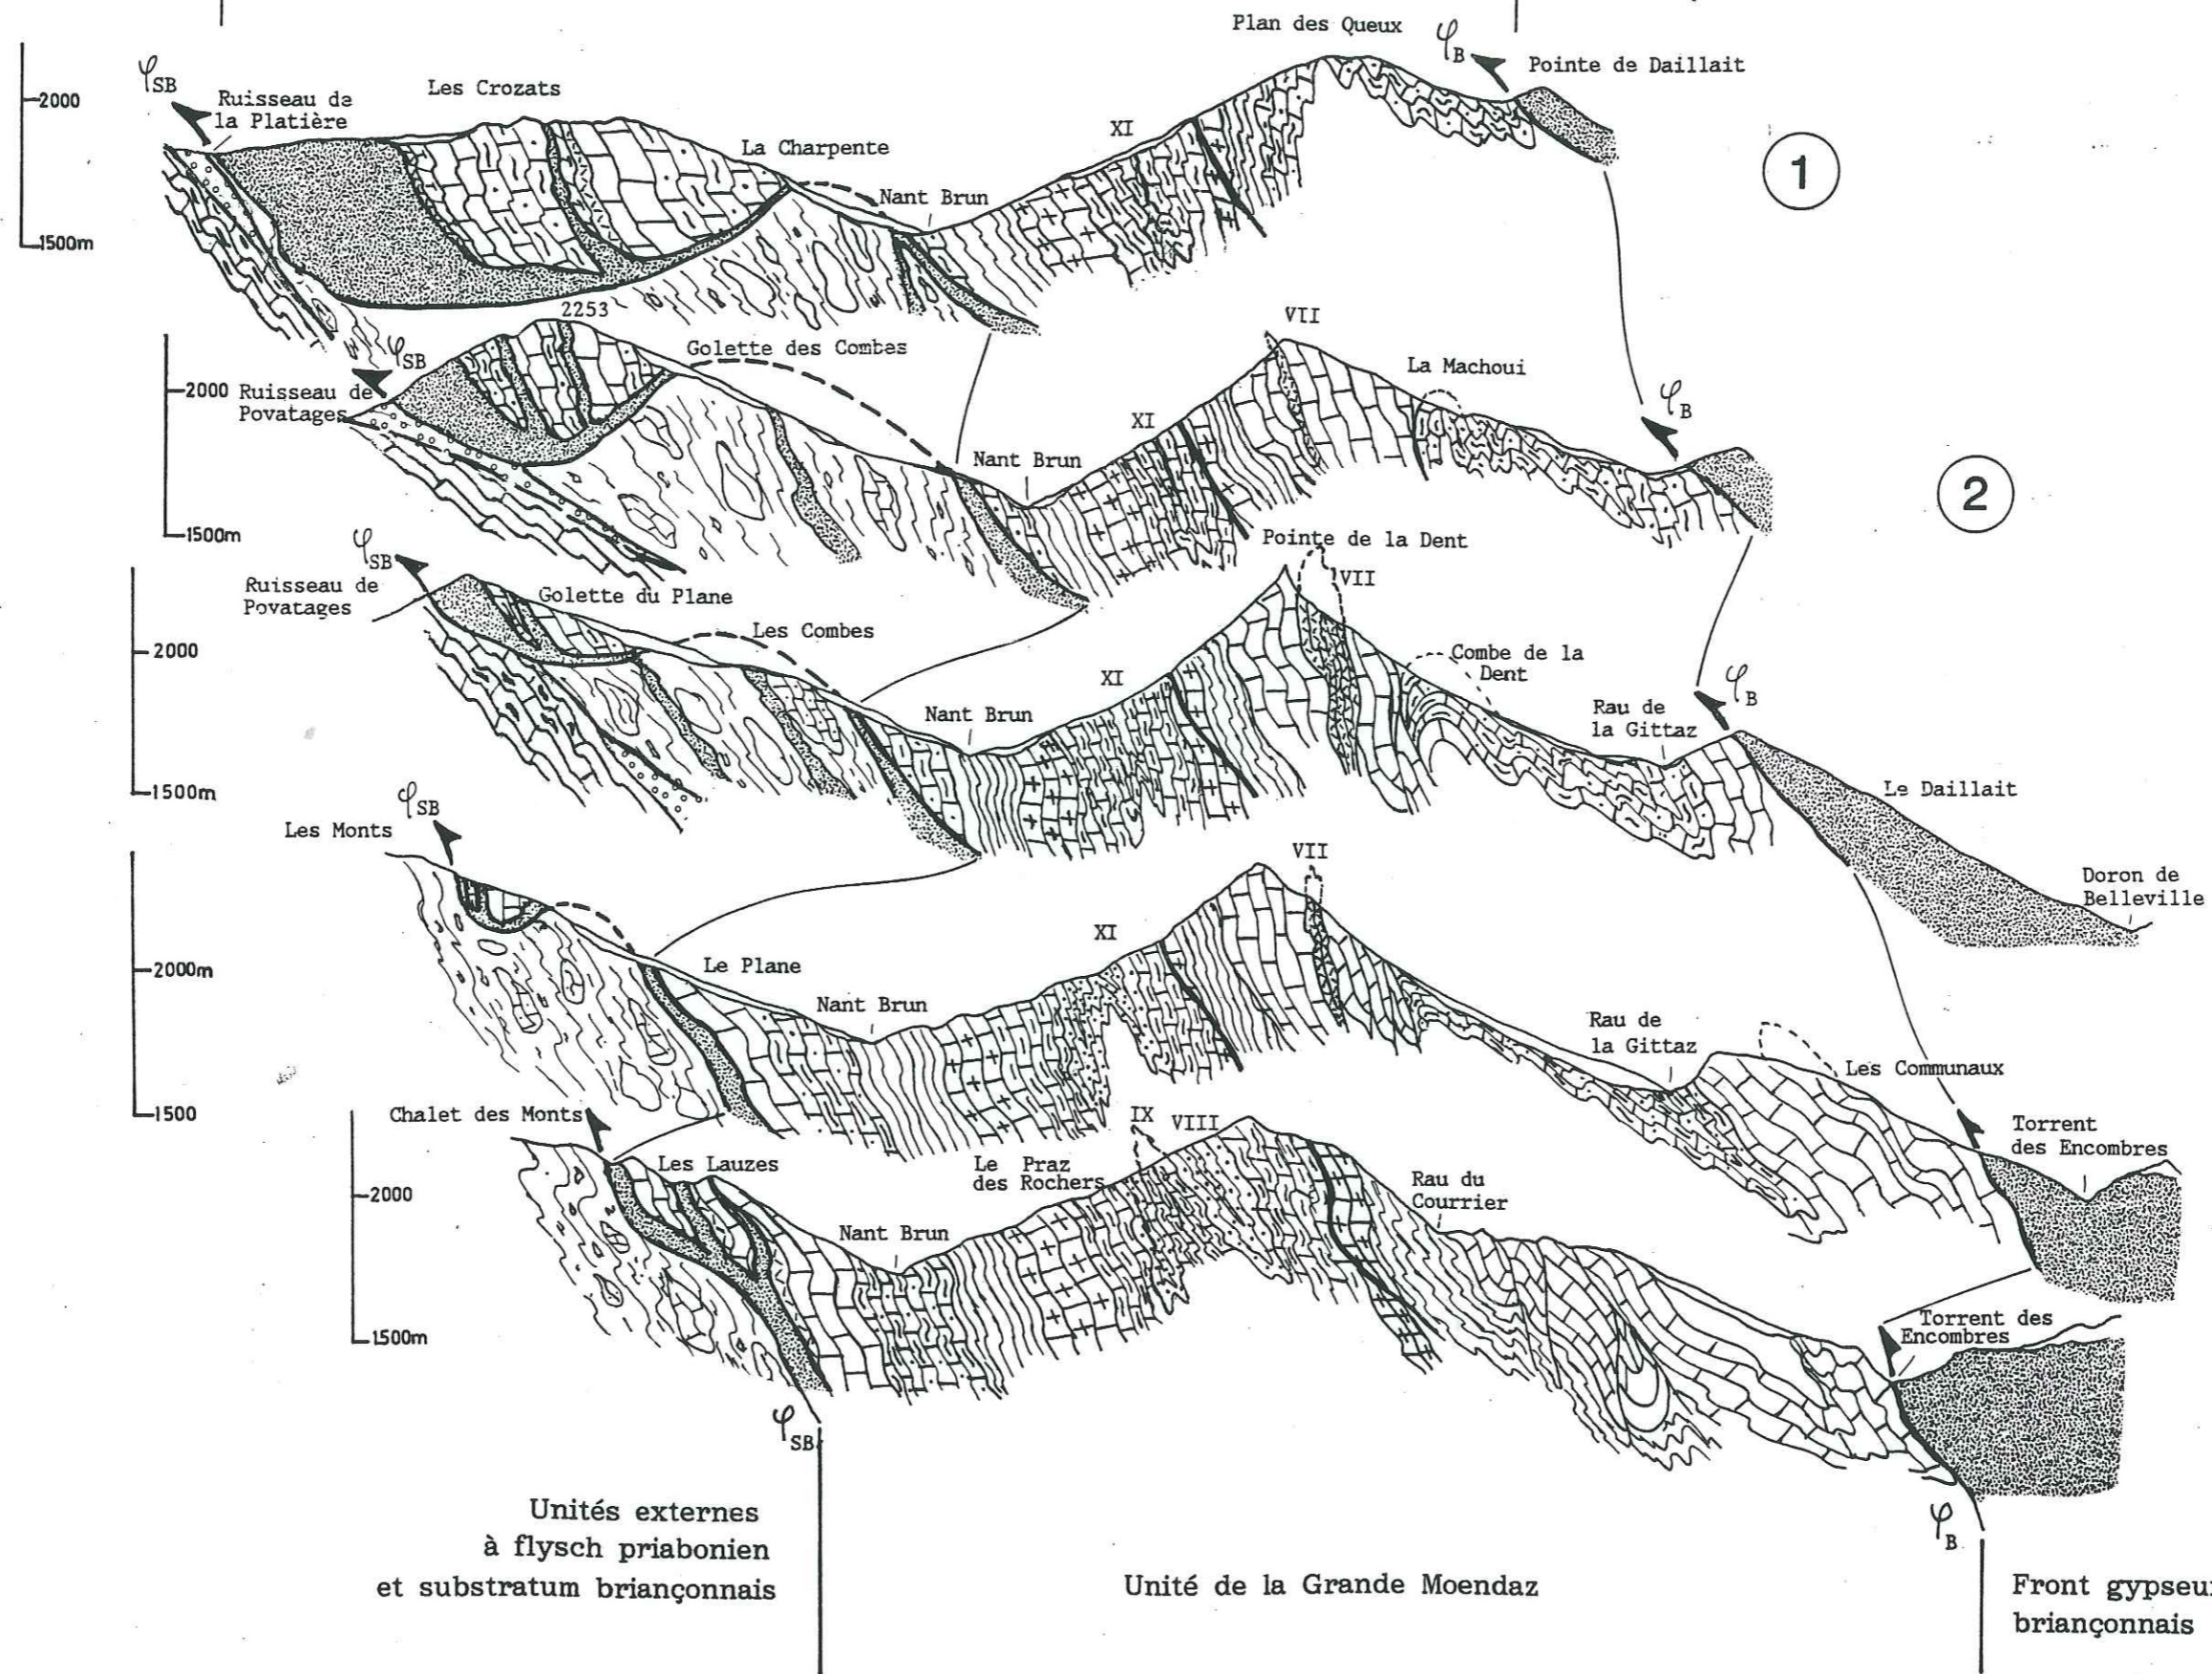 Plan des Queux
φB
Pointe de Daillait
φSB
Ruisseau de
la Platière
Les Crozats
2000
La Charpente
XI
Nant Brun
1
1500m
2253
VII
φSB
Golette des Combes
La Machoui
2000
Ruisseau de
Povatages
φB
XI
Nant Brun
2
1500m
Pointe de la Dent
φSB
VII
Ruisseau de
Povatages
Golette du Plane
Les Combes
2000
Combe de la
Dent
XI
φB
Rau de
la Gittaz
Nant Brun
1500m
Le Daillait
φSB
Les Monts
VII
Doron de
Belleville
XI
2000m
Le Plane
Nant Brun
Rau de
la Gittaz
Les Communaux
1500
Chalet des Monts
IX VIII
Torrent
des Encombres
Les Lauzes
Le Praz
des Rochers
Rau du
Courrier
2000
Nant Brun
Torrent des
Encombres
1500m
φSB
φB
Unités externes
à flysch priabonien
et substratum briançonnais
Unité de la Grande Moendaz
Front gypseu
briançonnais